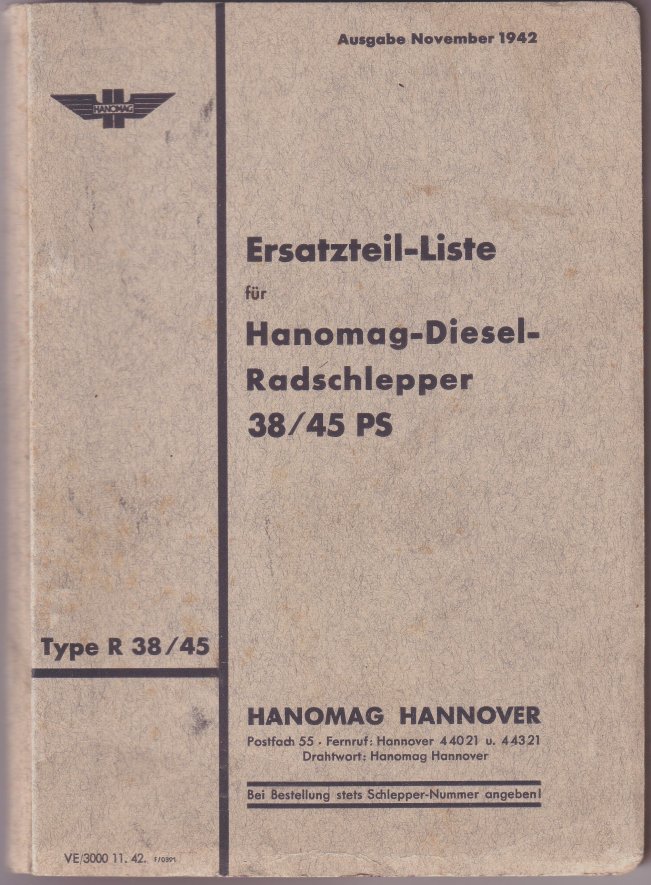 Ausgabe November 1942
HANOMAG
Ersatzteil-Liste
für
Hanomag-Diesel-
Radschlepper
38/45 PS
Type R 38/45
HANOMAG HANNOVER
Postfach 55 · Fernruf: Hannover 44021 u. 44321
Drahtwort: Hanomag Hannover
Bei Bestellung stets Schlepper-Nummer angeben!
VE/3000 11. 42. F/0391